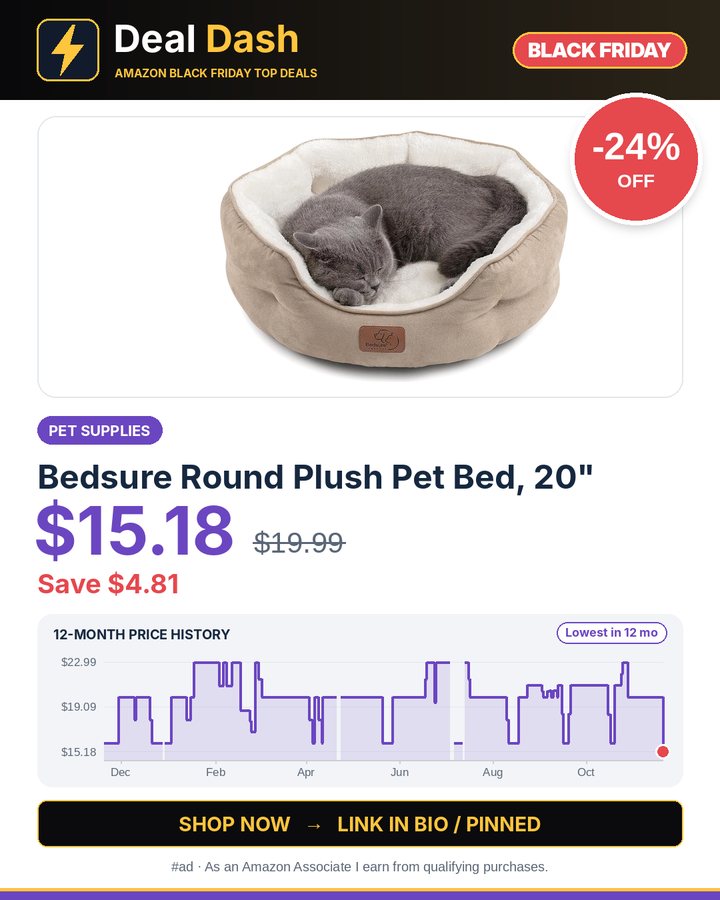 Deal Dash
AMAZON BLACK FRIDAY TOP DEALS
BLACK FRIDAY
-24%
OFF
Bedsure
PET SUPPLIES
Bedsure Round Plush Pet Bed, 20"
$15.18 $19.99
Save $4.81
12-MONTH PRICE HISTORY
Lowest in 12 mo
$22.99
$19.09
$15.18
Dec Feb Apr Jun Aug Oct
SHOP NOW → LINK IN BIO / PINNED
#ad · As an Amazon Associate I earn from qualifying purchases.